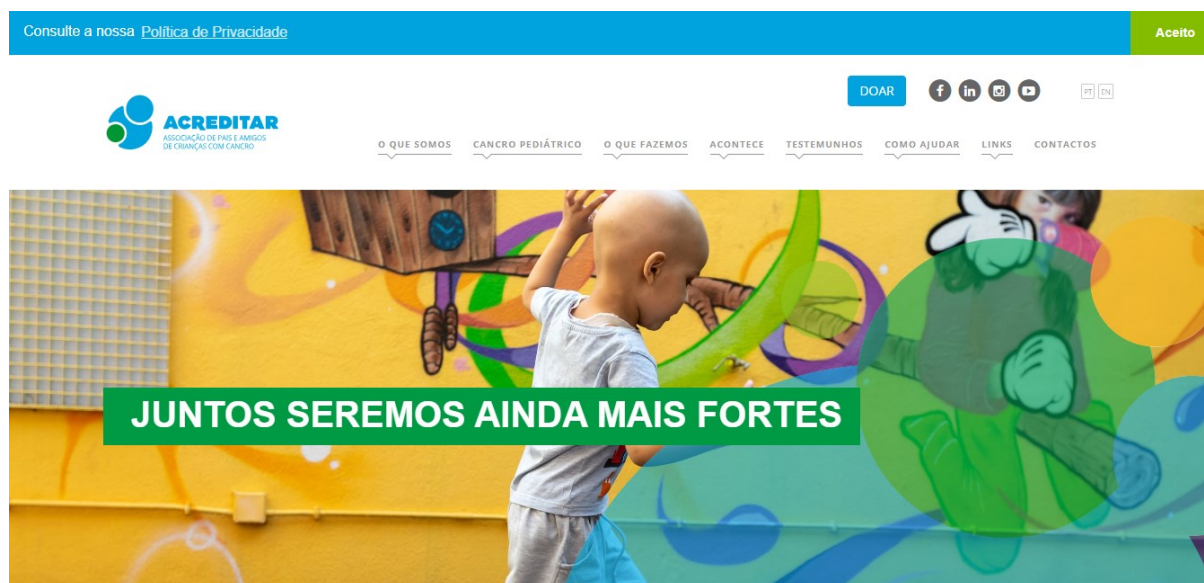 Consulte a nossa Política de Privacidade
Aceito
DOAR
PT EN
ACREDITAR
ASSOCIAÇÃO DE PAIS E AMIGOS
DE CRIANÇAS COM CANCRO
O QUE SOMOS CANCRO PEDIÁTRICO O QUE FAZEMOS ACONTECE TESTEMUNHOS COMO AJUDAR LINKS CONTACTOS
JUNTOS SEREMOS AINDA MAIS FORTES